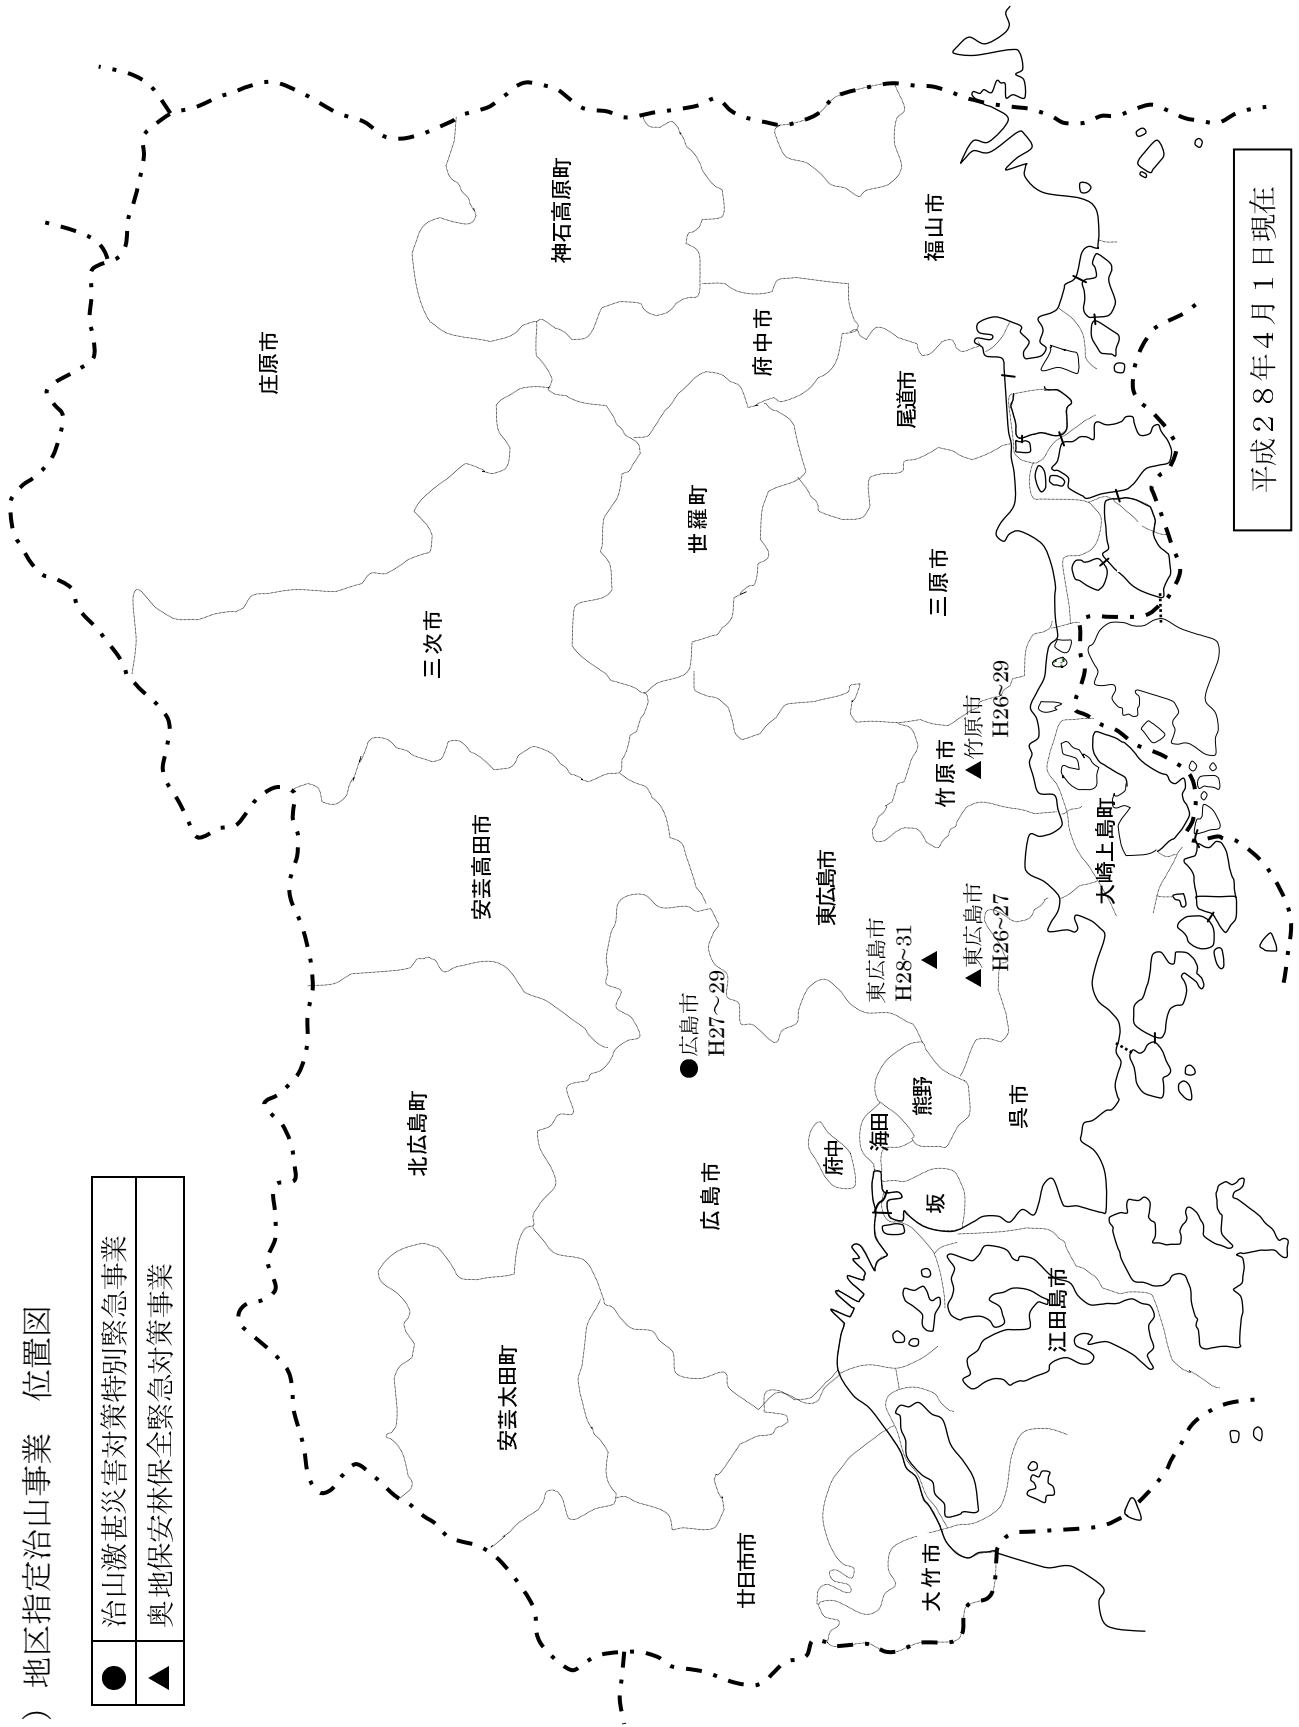 ）　地区指定治山事業　位置図
●　治山激甚災害対策特別緊急事業
▲　奥地保安林保全緊急対策事業
庄原市
神石高原町
三次市
安芸高田市
北広島町
安芸太田町
府中市
世羅町
福山市
尾道市
三原市
●広島市
H27～29
広島市
東広島市
東広島市
H28~31
▲
竹原市
▲竹原市
H26~29
▲東広島市
H26~27
府中
海田
熊野
坂
呉市
大崎上島町
江田島市
廿日市市
大竹市
平成２８年４月１日現在